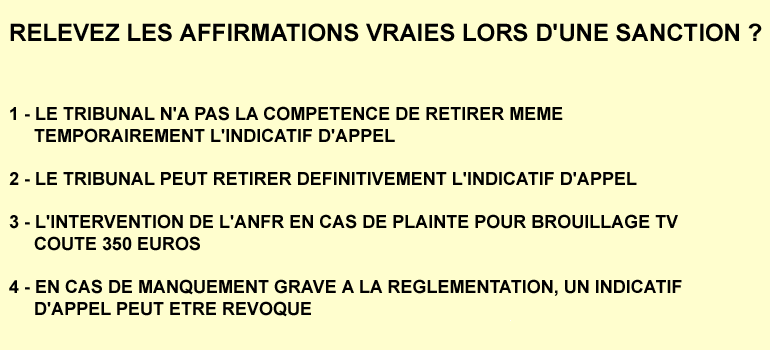 RELEVEZ LES AFFIRMATIONS VRAIES LORS D'UNE SANCTION ?
1 - LE TRIBUNAL N'A PAS LA COMPETENCE DE RETIRER MEME
TEMPORAIREMENT L'INDICATIF D'APPEL
2 - LE TRIBUNAL PEUT RETIRER DEFINITIVEMENT L'INDICATIF D'APPEL
3 - L'INTERVENTION DE L'ANFR EN CAS DE PLAINTE POUR BROUILLAGE TV
COUTE 350 EUROS
4 - EN CAS DE MANQUEMENT GRAVE A LA REGLEMENTATION, UN INDICATIF
D'APPEL PEUT ETRE REVOQUE